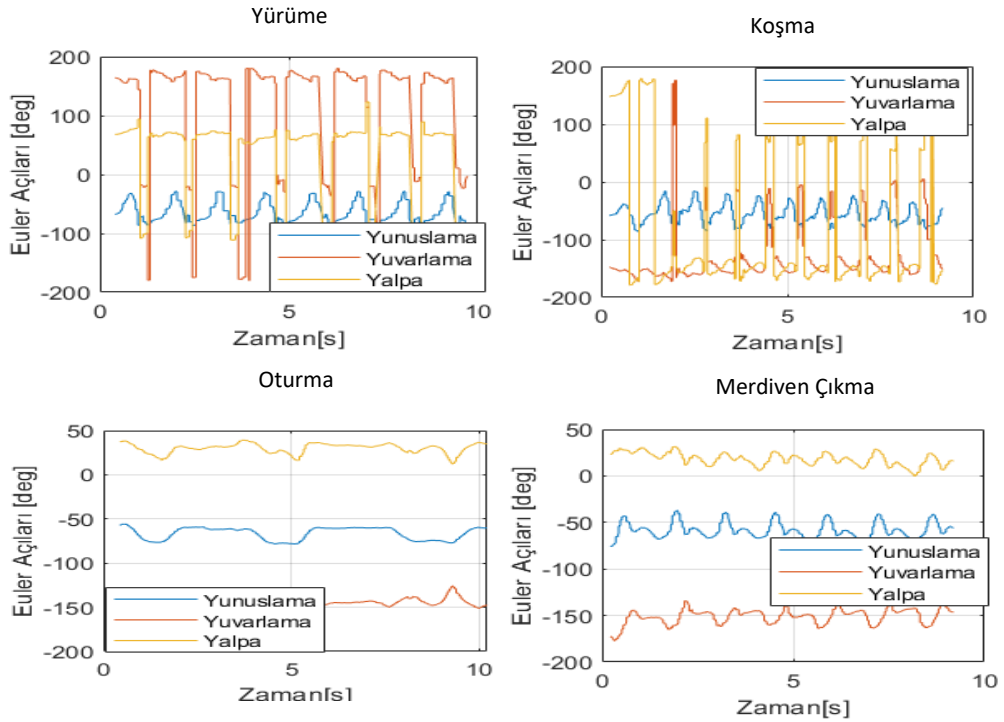 Yürüme
200
100
0
-100
-200
0
5
10
Euler Açıları [deg]
Zaman[s]
Yunuslama
Yuvarlama
Yalpa
Koşma
200
100
0
-100
-200
0
5
10
Euler Açıları [deg]
Zaman[s]
Yunuslama
Yuvarlama
Yalpa
Oturma
50
0
-50
-100
-150
-200
0
5
10
Euler Açıları [deg]
Zaman[s]
Yunuslama
Yuvarlama
Yalpa
Merdiven Çıkma
50
0
-50
-100
-150
-200
0
5
10
Euler Açıları [deg]
Zaman[s]
Yunuslama
Yuvarlama
Yalpa